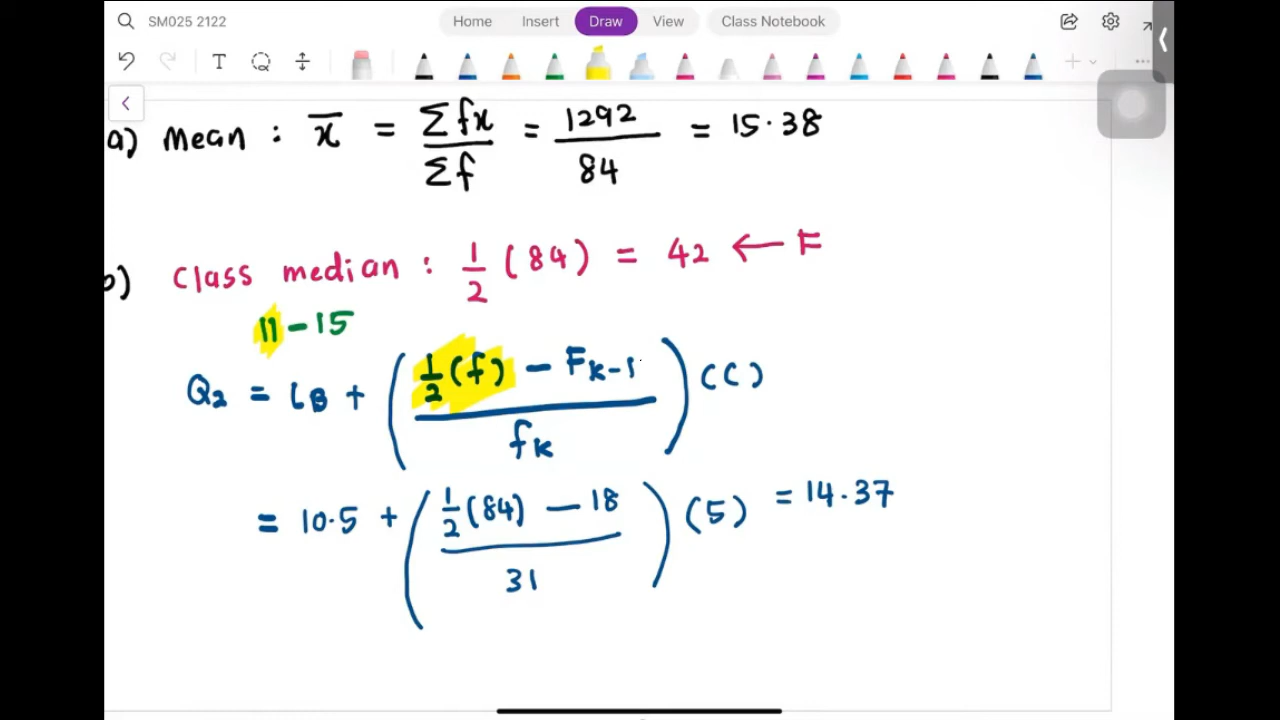 SM025 2122
Home Insert Draw View Class Notebook
a) Mean : x̄ = Σfx / Σf = 1292 / 84 = 15.38
b) Class median : 1/2 (84) = 42 ← F
11 - 15
Q₂ = LB + ( (1/2 (f) - Fₖ₋₁) / fₖ ) (C)
= 10.5 + ( (1/2 (84) - 18) / 31 ) (5) = 14.37